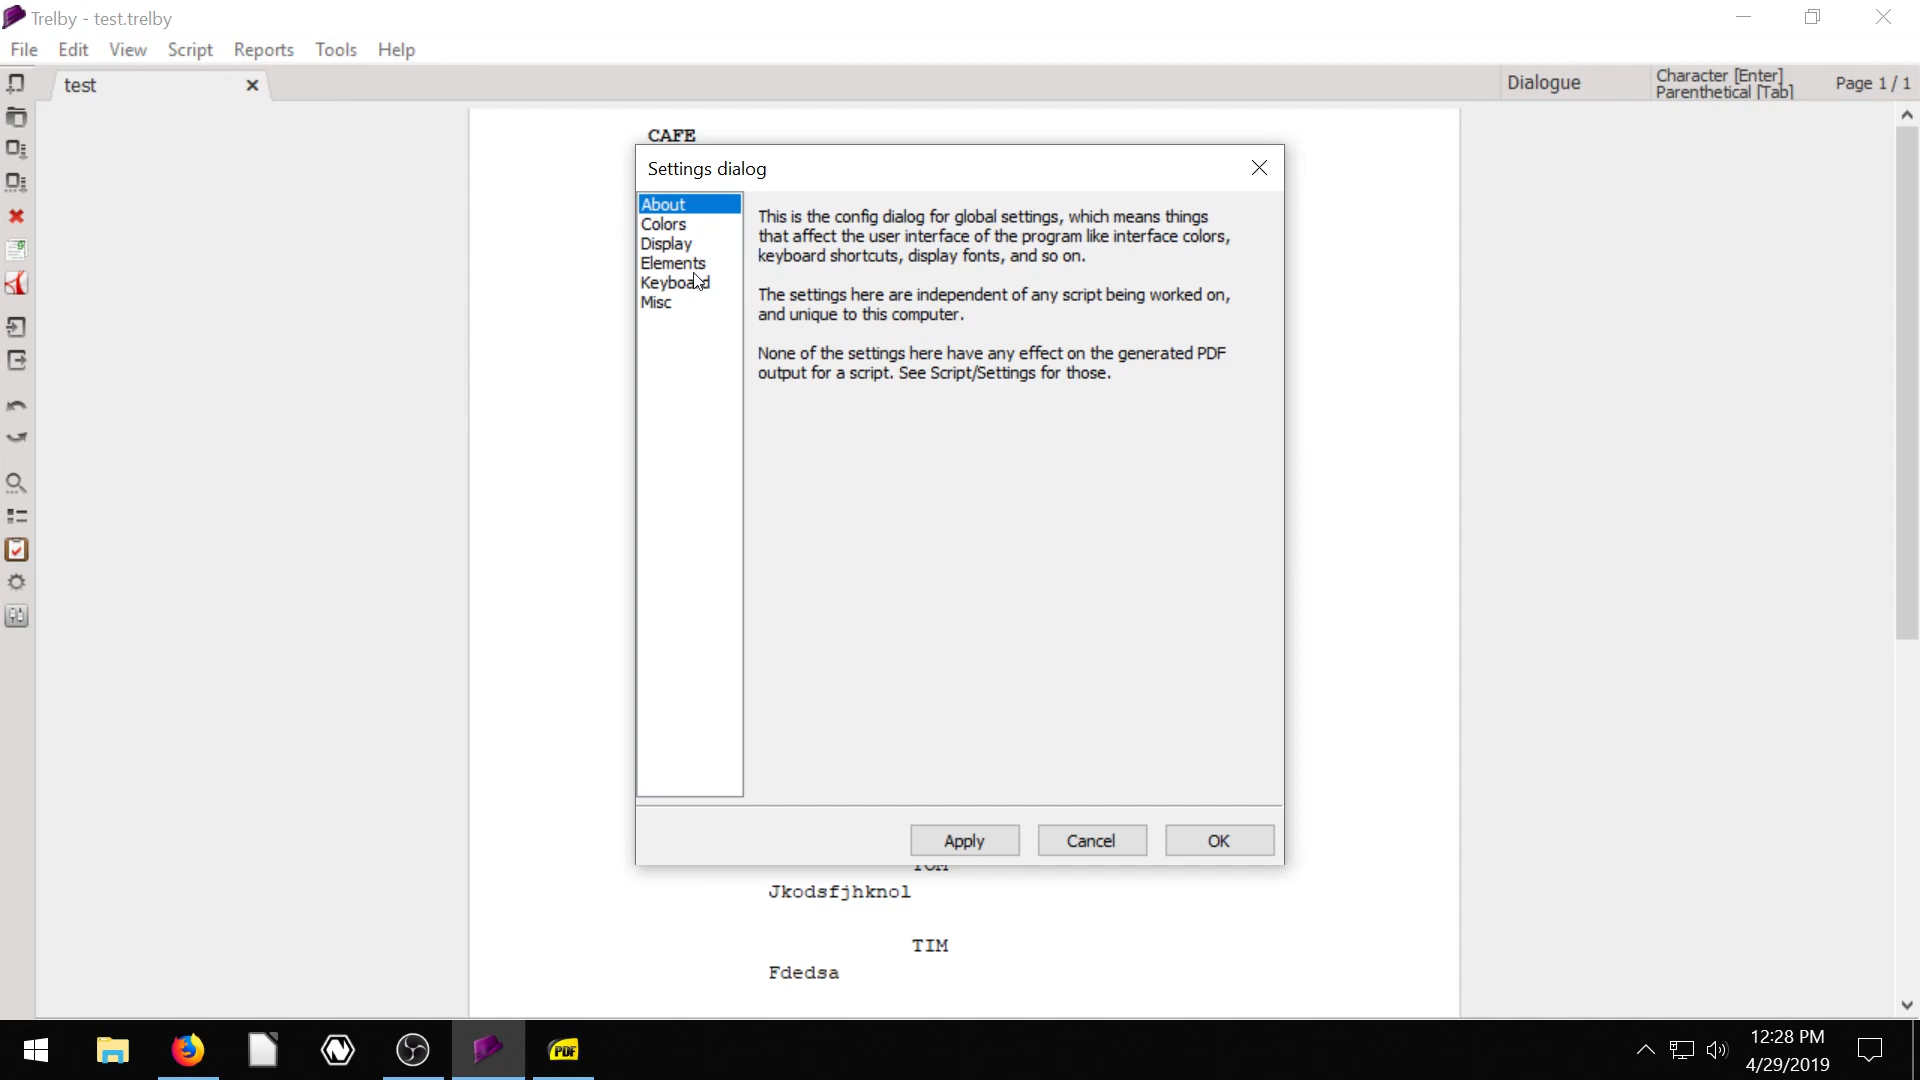 Trelby - test.trelby
File Edit View Script Reports Tools Help
test
Dialogue
Character [Enter]
Parenthetical [Tab]
Page 1 / 1
CAFE
Settings dialog
About
Colors
Display
Elements
Keyboard
Misc
This is the config dialog for global settings, which means things
that affect the user interface of the program like interface colors,
keyboard shortcuts, display fonts, and so on.
The settings here are independent of any script being worked on,
and unique to this computer.
None of the settings here have any effect on the generated PDF
output for a script. See Script/Settings for those.
Apply Cancel OK
TOM
Jkodsfjhknol
TIM
Fdedsa
PDF
12:28 PM
4/29/2019